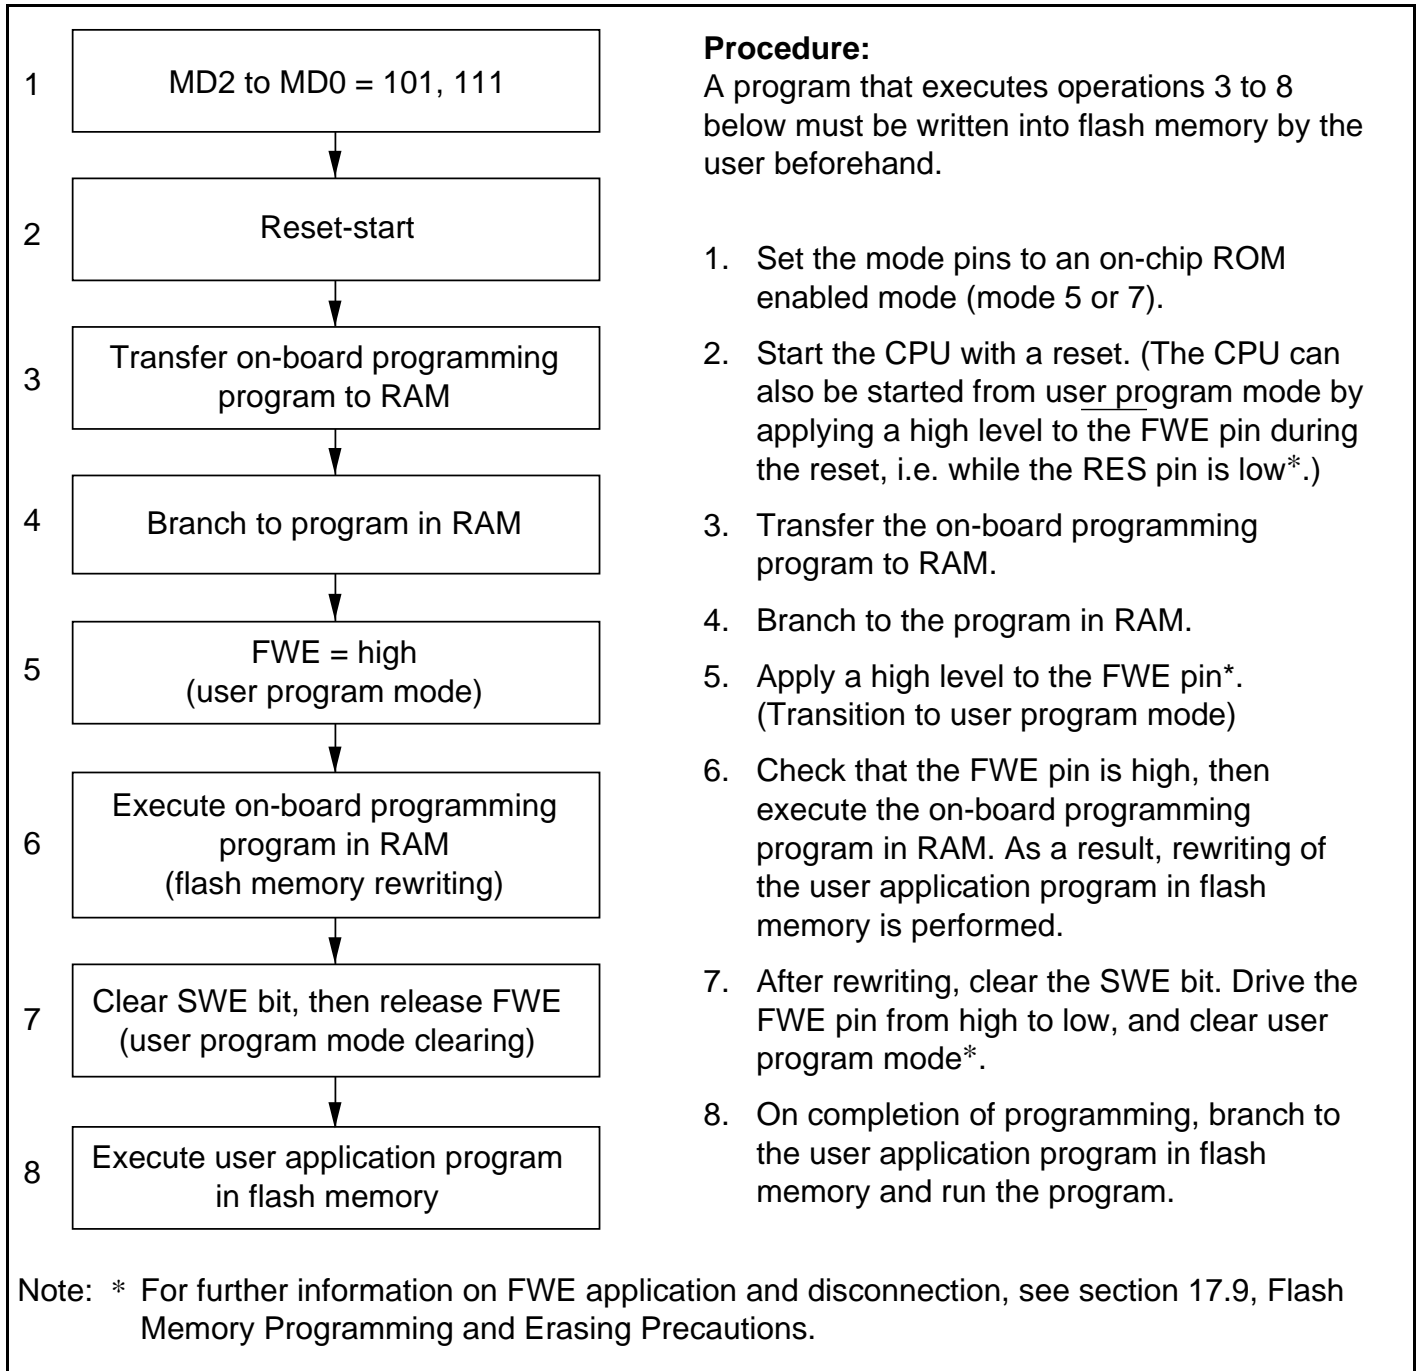 1
MD2 to MD0 = 101, 111
2
Reset-start
3
Transfer on-board programming
program to RAM
4
Branch to program in RAM
5
FWE = high
(user program mode)
6
Execute on-board programming
program in RAM
(flash memory rewriting)
7
Clear SWE bit, then release FWE
(user program mode clearing)
8
Execute user application program
in flash memory
Procedure:
A program that executes operations 3 to 8
below must be written into flash memory by the
user beforehand.
1. Set the mode pins to an on-chip ROM
enabled mode (mode 5 or 7).
2. Start the CPU with a reset. (The CPU can
also be started from user program mode by
applying a high level to the FWE pin during
the reset, i.e. while the RES pin is low*.)
3. Transfer the on-board programming
program to RAM.
4. Branch to the program in RAM.
5. Apply a high level to the FWE pin*.
(Transition to user program mode)
6. Check that the FWE pin is high, then
execute the on-board programming
program in RAM. As a result, rewriting of
the user application program in flash
memory is performed.
7. After rewriting, clear the SWE bit. Drive the
FWE pin from high to low, and clear user
program mode*.
8. On completion of programming, branch to
the user application program in flash
memory and run the program.
Note: * For further information on FWE application and disconnection, see section 17.9, Flash
Memory Programming and Erasing Precautions.